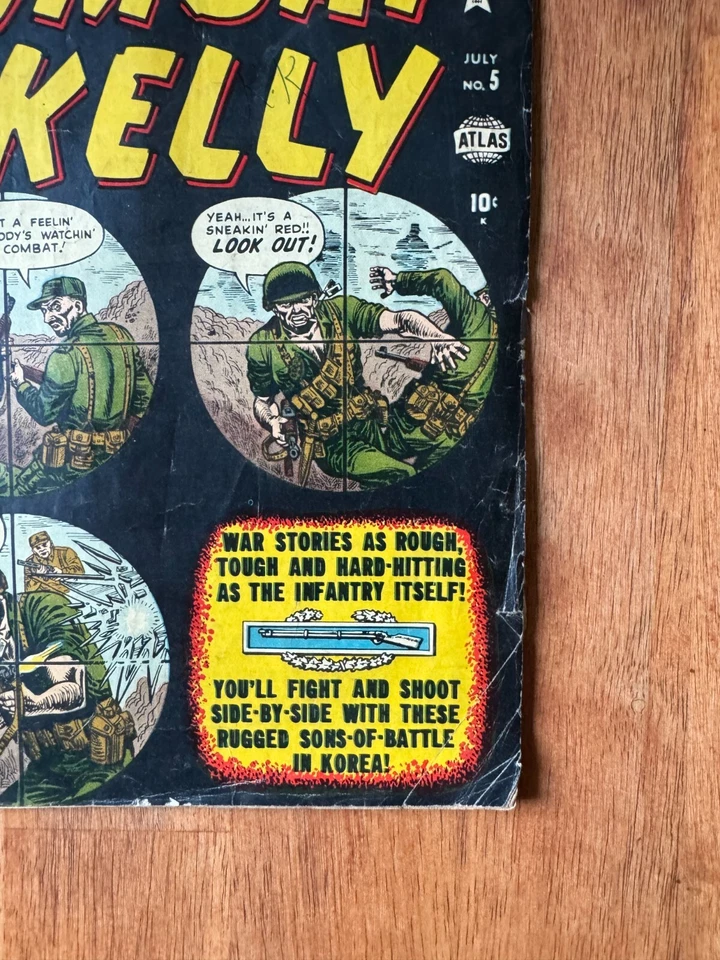 KELLY
JULY
NO. 5
ATLAS
10¢
K
T A FEELIN'
ODY'S WATCHIN'
COMBAT!
YEAH...IT'S A
SNEAKIN' RED!!
LOOK OUT!
WAR STORIES AS ROUGH,
TOUGH AND HARD-HITTING
AS THE INFANTRY ITSELF!
YOU'LL FIGHT AND SHOOT
SIDE-BY-SIDE WITH THESE
RUGGED SONS-OF-BATTLE
IN KOREA!